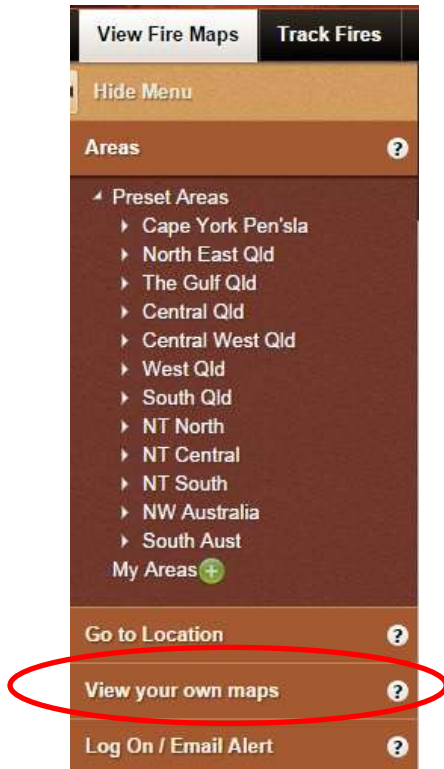 View Fire Maps Track Fires
Hide Menu
Areas ?
Preset Areas
Cape York Pen'sla
North East Qld
The Gulf Qld
Central Qld
Central West Qld
West Qld
South Qld
NT North
NT Central
NT South
NW Australia
South Aust
My Areas +
Go to Location ?
View your own maps ?
Log On / Email Alert ?